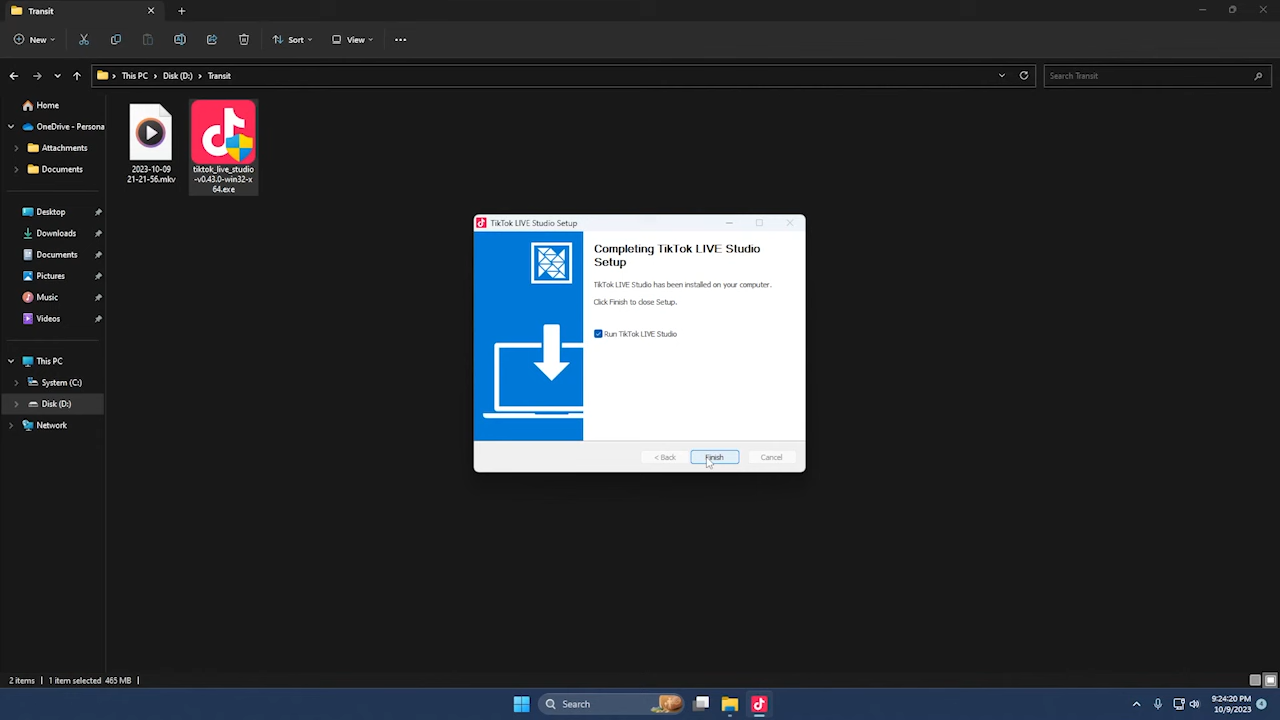 Transit
New
Sort
View
This PC
Disk (D:)
Transit
Search Transit
Home
OneDrive - Persona
Attachments
Documents
Desktop
Downloads
Documents
Pictures
Music
Videos
This PC
System (C:)
Disk (D:)
Network
2023-10-09
21-21-56.mkv
tiktok_live_studio
-v0.43.0-win32-x
64.exe
TikTok LIVE Studio Setup
Completing TikTok LIVE Studio
Setup
TikTok LIVE Studio has been installed on your computer.
Click Finish to close Setup.
Run TikTok LIVE Studio
< Back
Finish
Cancel
2 items
1 item selected 465 MB
Search
9:24:20 PM
10/9/2023
4